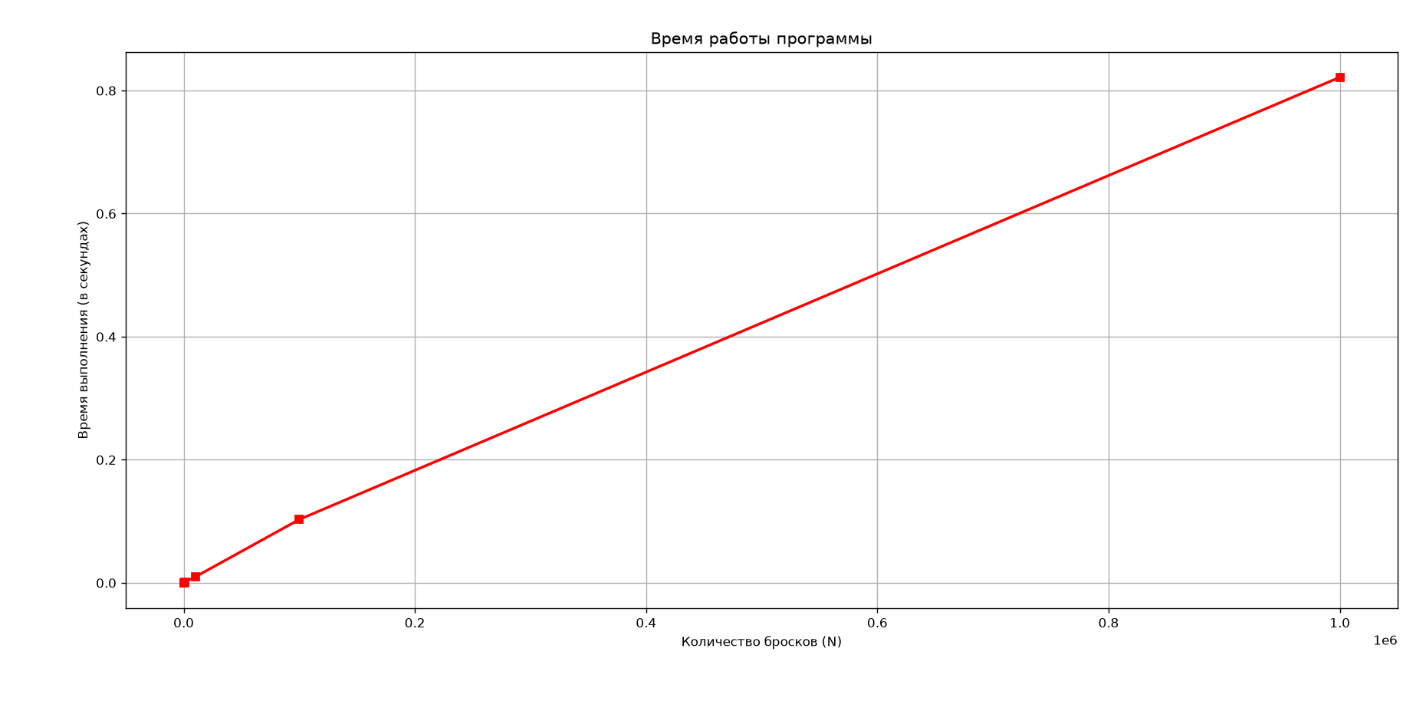 Время работы программы
Время выполнения (в секундах)
0.8
0.6
0.4
0.2
0.0
0.0 0.2 0.4 0.6 0.8 1.0
1e6
Количество бросков (N)